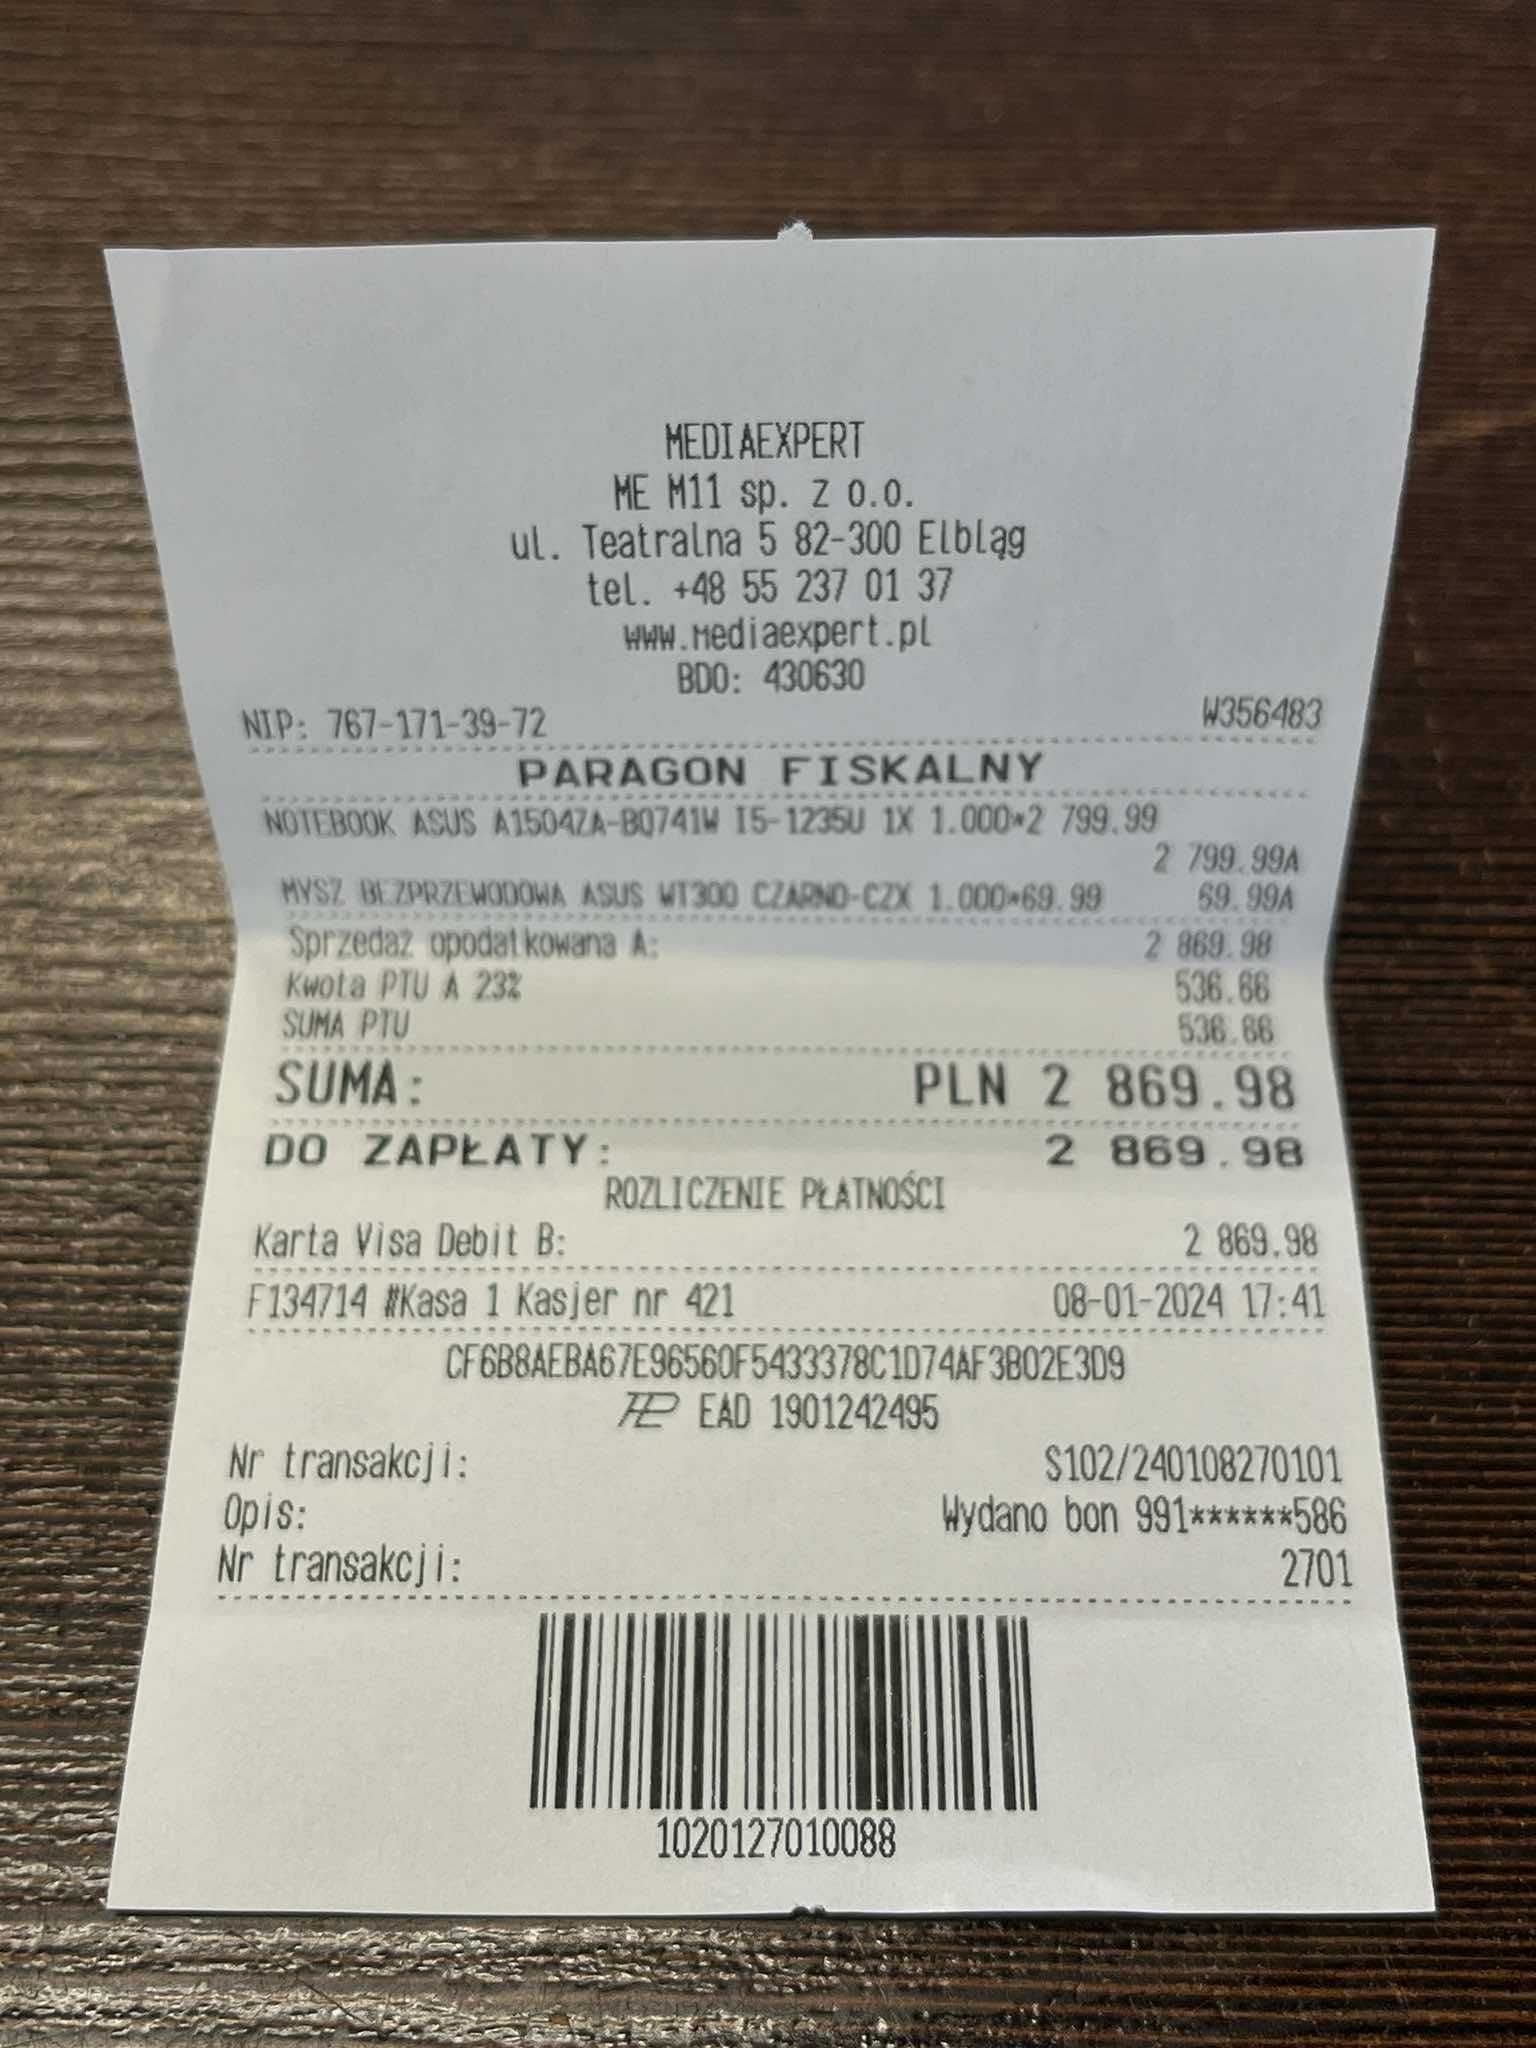 MEDIAEXPERT
ME M11 sp. z o.o.
ul. Teatralna 5 82-300 Elbląg
tel. +48 55 237 01 37
www.mediaexpert.pl
BDO: 430630
NIP: 767-171-39-72 W356483
PARAGON FISKALNY
NOTEBOOK ASUS A1504ZA-BQ741W I5-1235U 1X 1.000*2 799.99
2 799.99A
MYSZ BEZPRZEWODOWA ASUS WT300 CZARNO-CZX 1.000*69.99 69.99A
Sprzedaż opodatkowana A: 2 869.98
Kwota PTU A 23% 536.66
SUMA PTU 536.66
SUMA: PLN 2 869.98
DO ZAPŁATY: 2 869.98
ROZLICZENIE PŁATNOŚCI
Karta Visa Debit B: 2 869.98
F134714 #Kasa 1 Kasjer nr 421 08-01-2024 17:41
CF6B8AEBA67E96560F5433378C1D74AF3B02E3D9
EAD 1901242495
Nr transakcji: S102/240108270101
Opis: Wydano bon 991******586
Nr transakcji: 2701
1020127010088